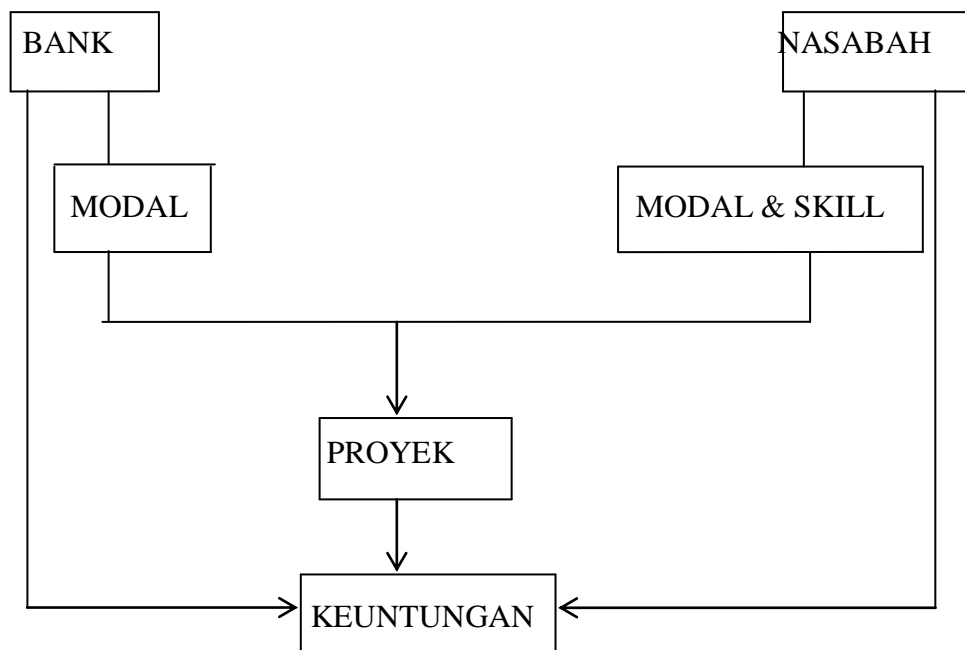 BANK
NASABAH
MODAL
MODAL & SKILL
PROYEK
KEUNTUNGAN